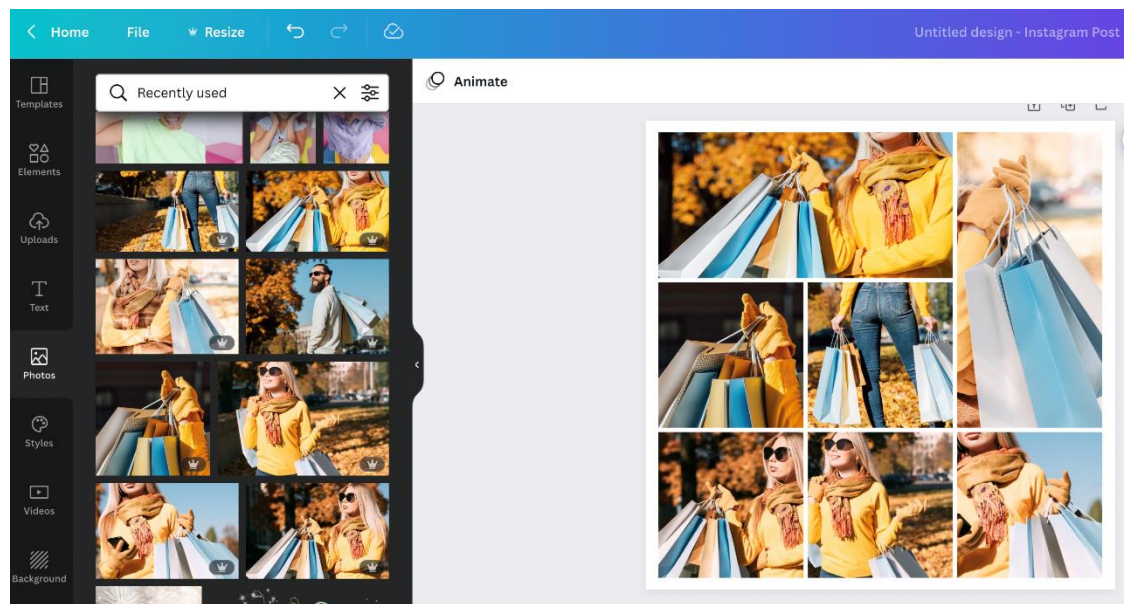 Home File Resize Untitled design - Instagram Post
Templates
Elements
Uploads
Text
Photos
Styles
Videos
Background
Recently used
Animate